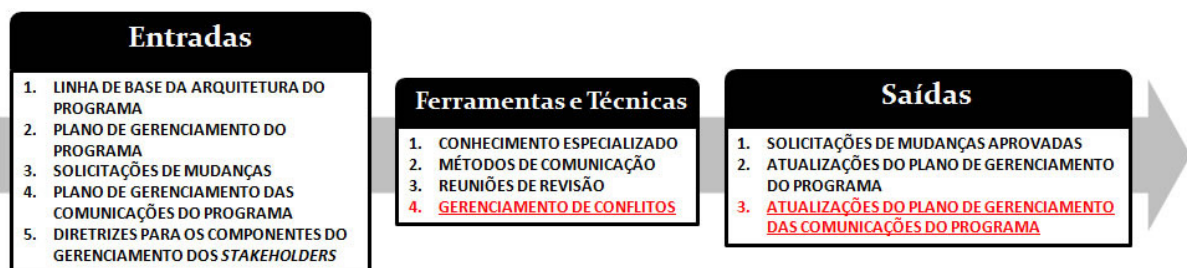 Entradas
1. LINHA DE BASE DA ARQUITETURA DO
PROGRAMA
2. PLANO DE GERENCIAMENTO DO
PROGRAMA
3. SOLICITAÇÕES DE MUDANÇAS
4. PLANO DE GERENCIAMENTO DAS
COMUNICAÇÕES DO PROGRAMA
5. DIRETRIZES PARA OS COMPONENTES DO
GERENCIAMENTO DOS STAKEHOLDERS
Ferramentas e Técnicas
1. CONHECIMENTO ESPECIALIZADO
2. MÉTODOS DE COMUNICAÇÃO
3. REUNIÕES DE REVISÃO
4. GERENCIAMENTO DE CONFLITOS
Saídas
1. SOLICITAÇÕES DE MUDANÇAS APROVADAS
2. ATUALIZAÇÕES DO PLANO DE GERENCIAMENTO
DO PROGRAMA
3. ATUALIZAÇÕES DO PLANO DE GERENCIAMENTO
DAS COMUNICAÇÕES DO PROGRAMA